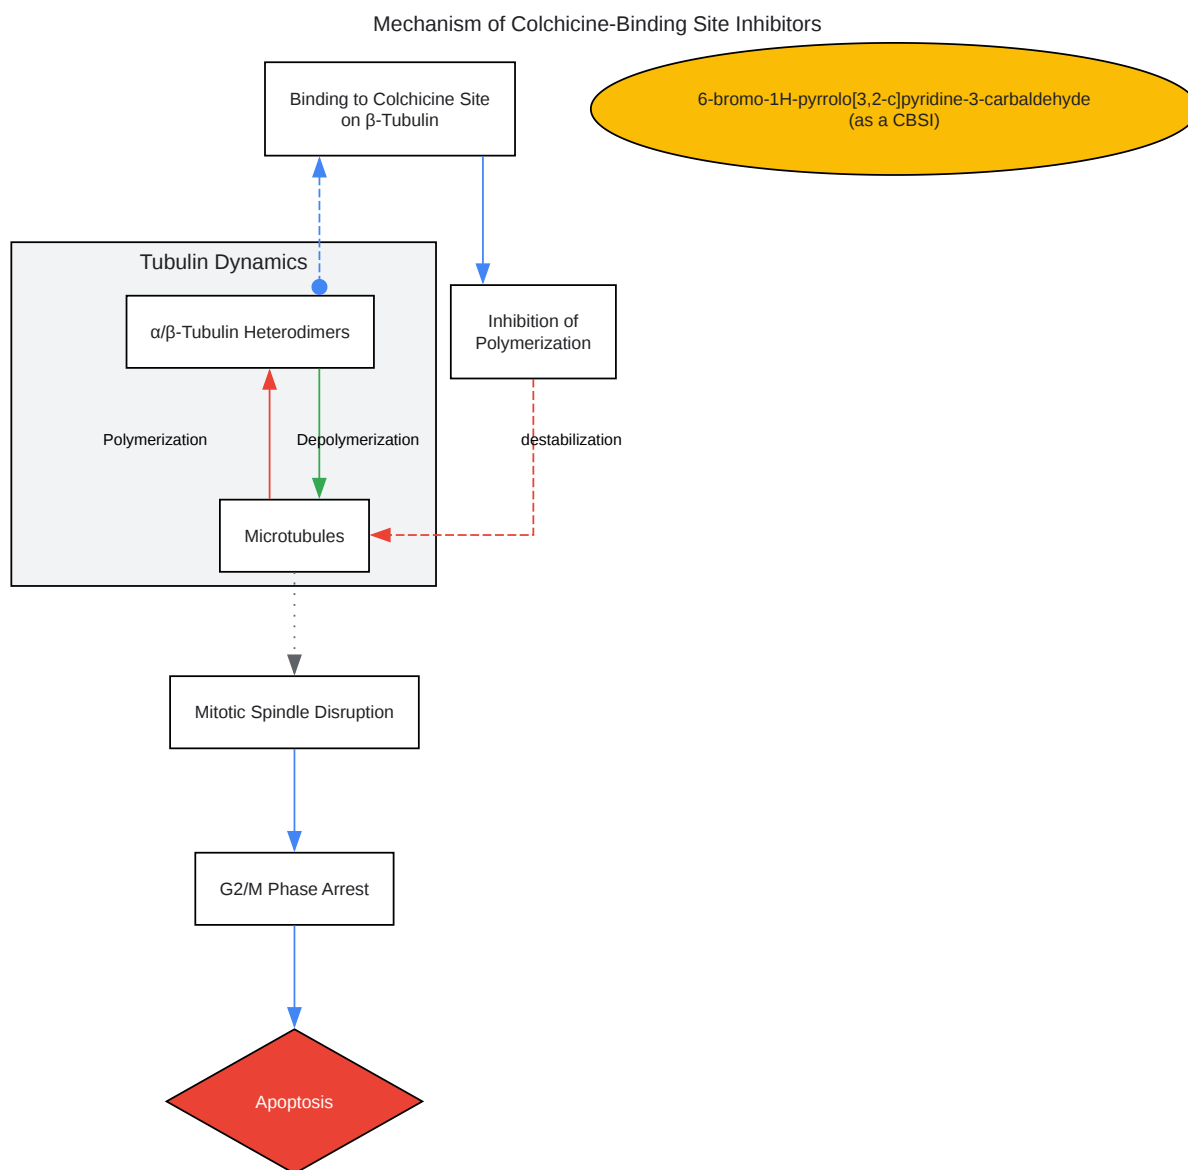 Mechanism of Colchicine-Binding Site Inhibitors
Binding to Colchicine Site
on β-Tubulin
6-bromo-1H-pyrrolo[3,2-c]pyridine-3-carbaldehyde
(as a CBSI)
Tubulin Dynamics
α/β-Tubulin Heterodimers
Inhibition of
Polymerization
Polymerization
Depolymerization
destabilization
Microtubules
Mitotic Spindle Disruption
G2/M Phase Arrest
Apoptosis